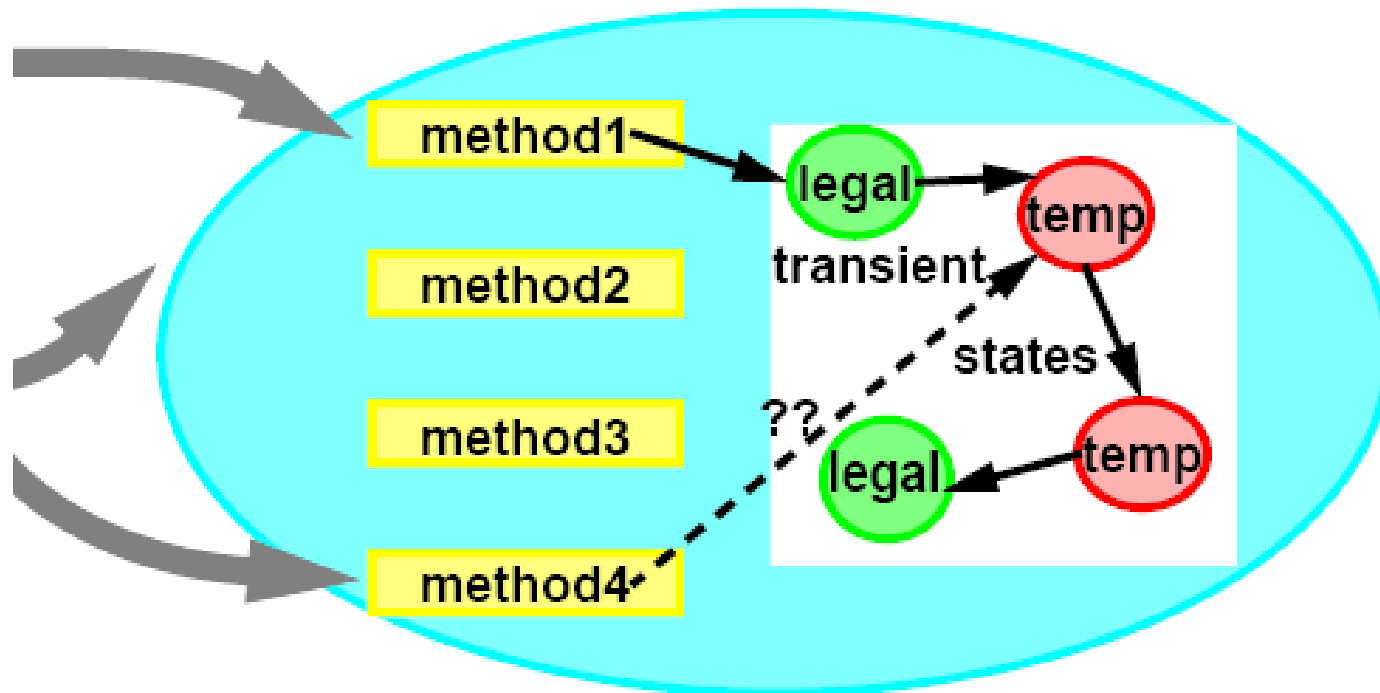 method1
method2
method3
method4
legal
temp
transient
states
??
legal
temp